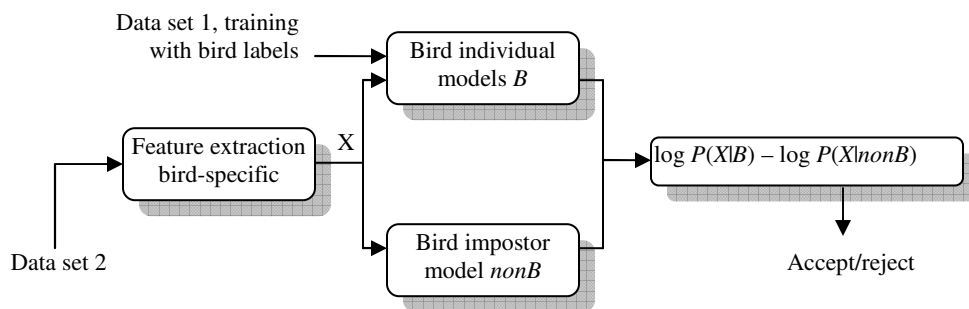 Data set 1, training
with bird labels
Bird individual
models B
Feature extraction
bird-specific
X
log P(X|B) – log P(X|nonB)
Bird impostor
model nonB
Data set 2
Accept/reject